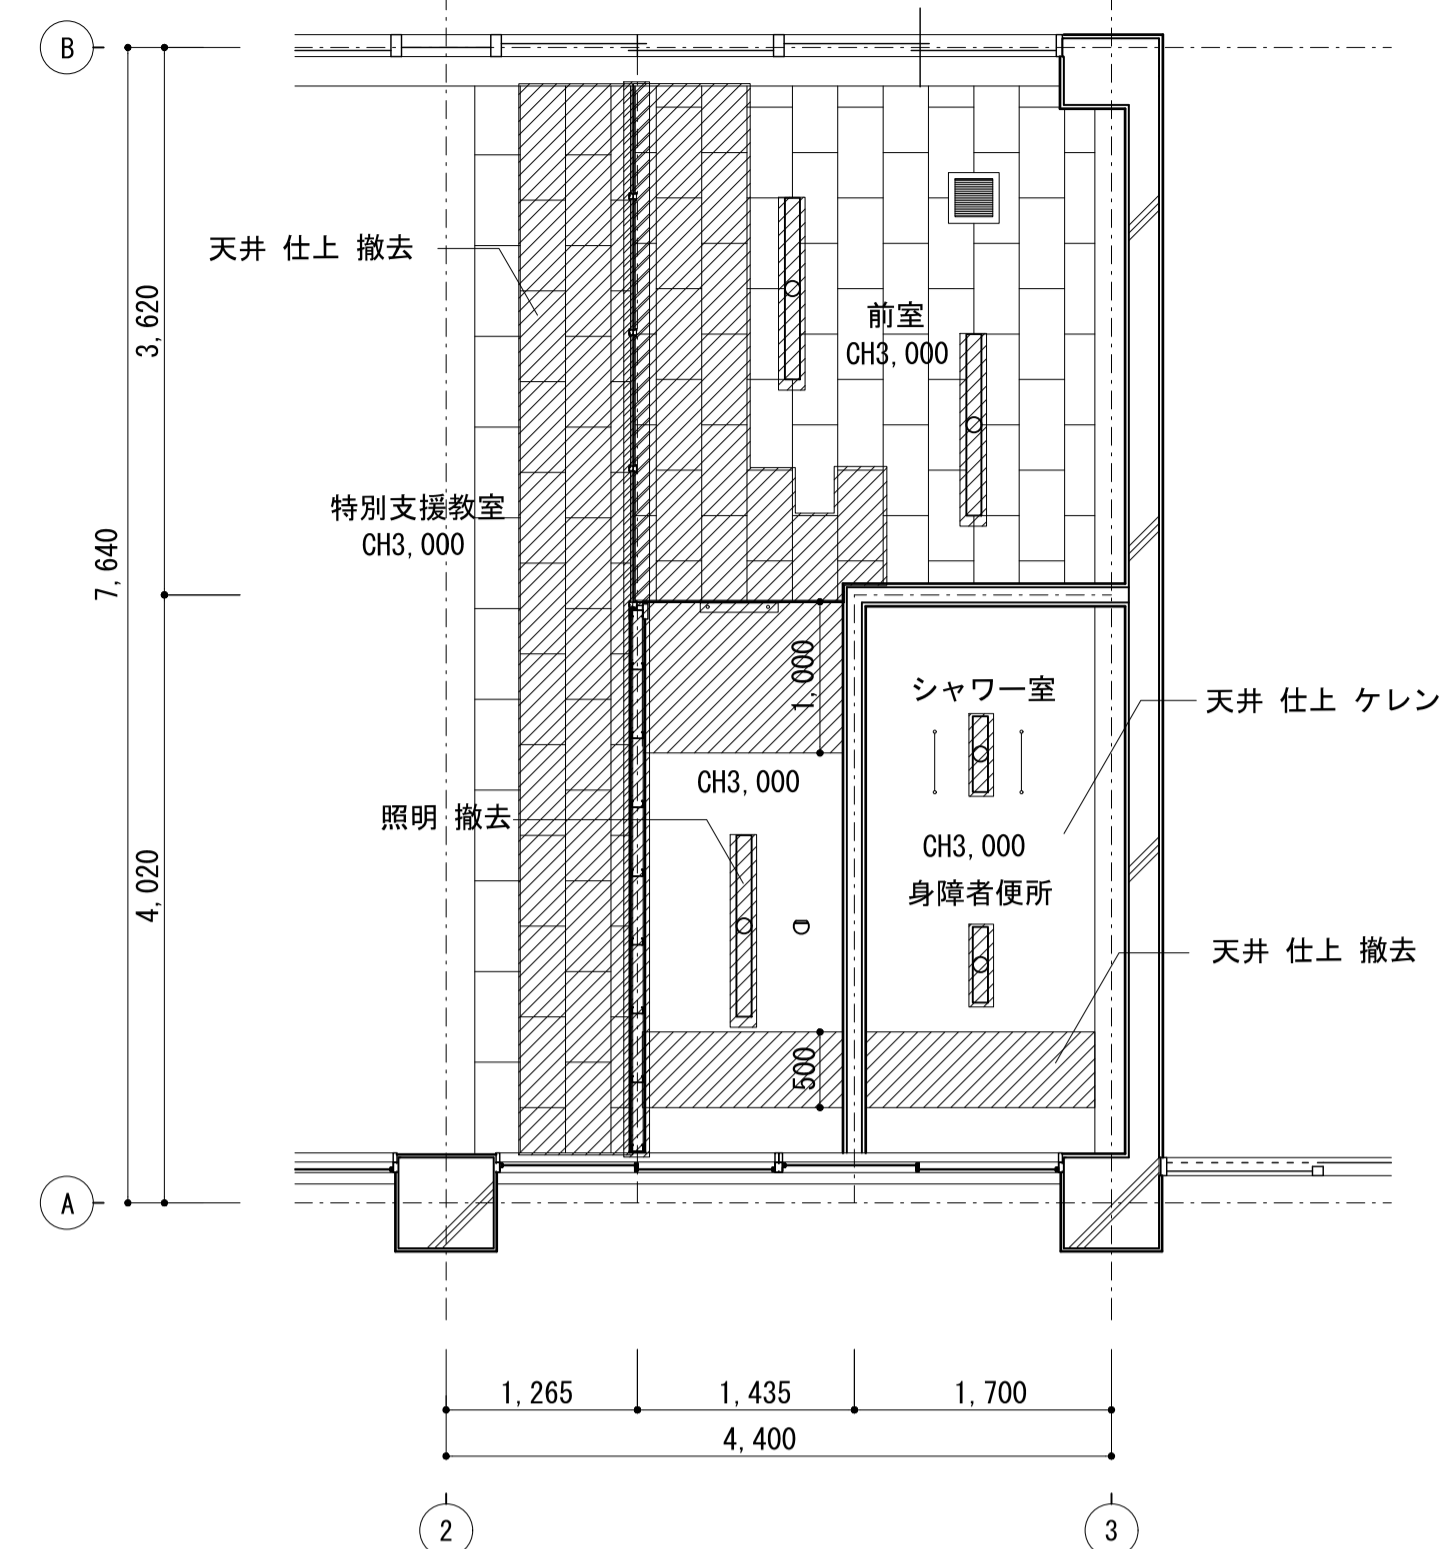 B
天井 仕上 撤去
前室
CH3,000
3,620
特別支援教室
CH3,000
7,640
1,000
シャワー室
天井 仕上 ケレン
CH3,000
照明 撤去
CH3,000
身障者便所
4,020
天井 仕上 撤去
500
A
1,265
1,435
1,700
4,400
2
3